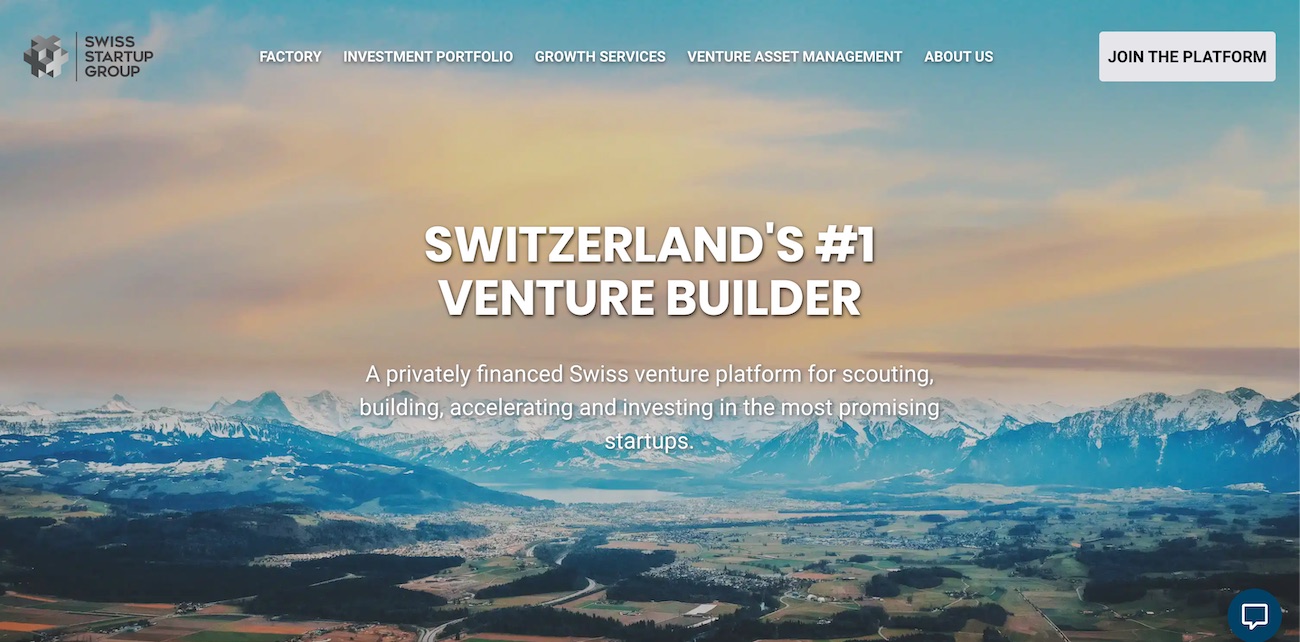 SWISS
STARTUP
GROUP
FACTORY INVESTMENT PORTFOLIO GROWTH SERVICES VENTURE ASSET MANAGEMENT ABOUT US
JOIN THE PLATFORM
SWITZERLAND'S #1
VENTURE BUILDER
A privately financed Swiss venture platform for scouting,
building, accelerating and investing in the most promising
startups.